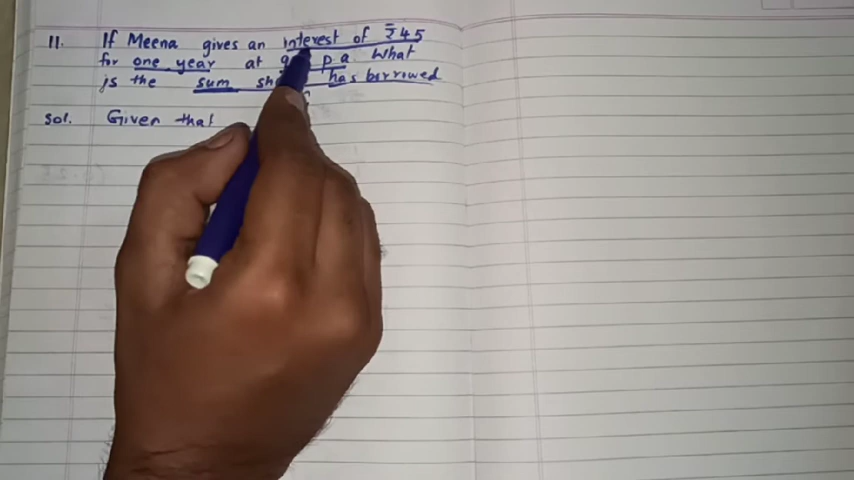 11. If Meena gives an interest of ₹45
for one year at p a What
is the sum has borrowed
Sol. Given that